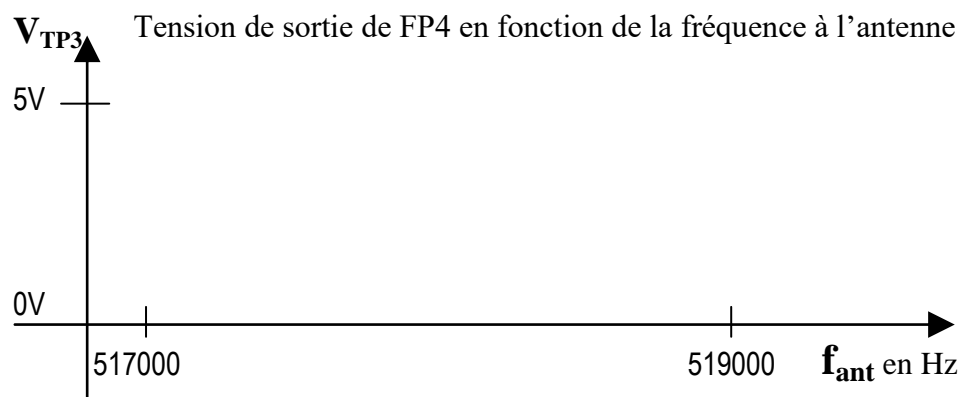 V_TP3 Tension de sortie de FP4 en fonction de la fréquence à l’antenne
5V
0V
517000 519000 f_ant en Hz